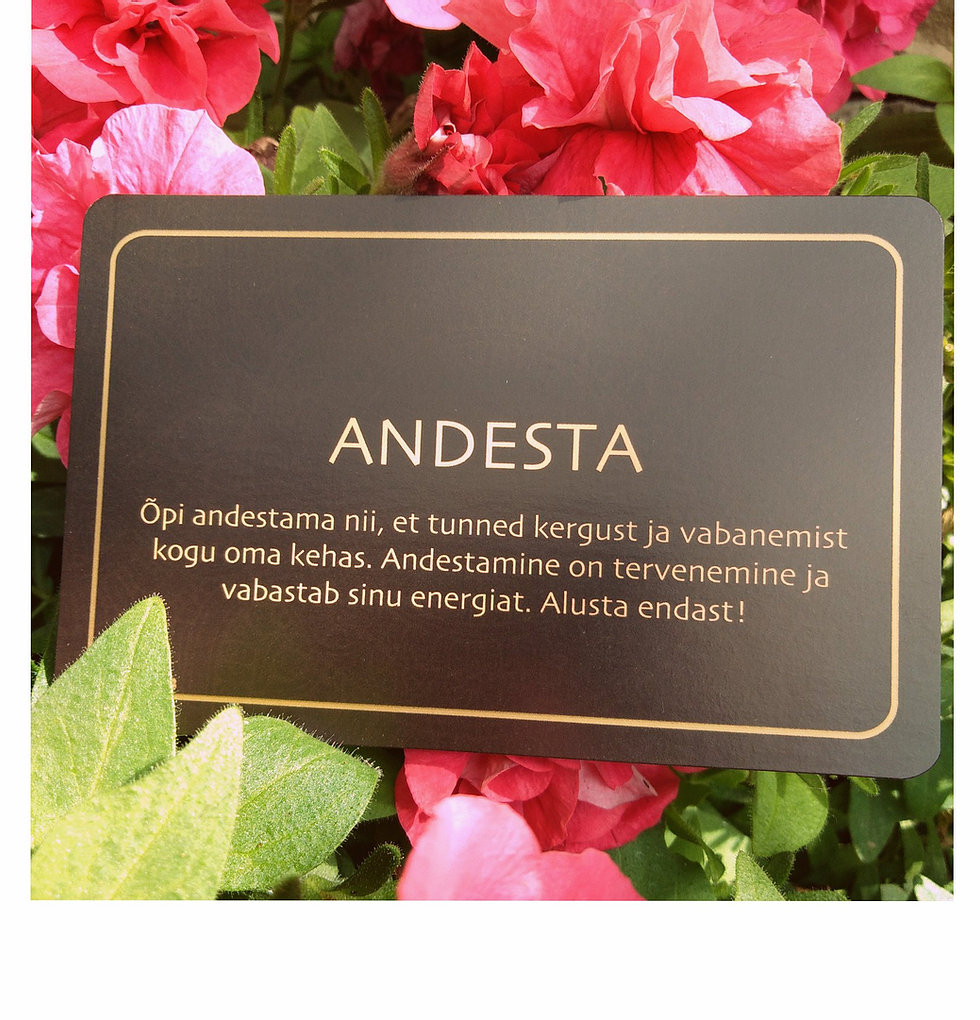 ANDESTA
Õpi andestama nii, et tunned kergust ja vabanemist
kogu oma kehas. Andestamine on tervenemine ja
vabastab sinu energiat. Alusta endast!